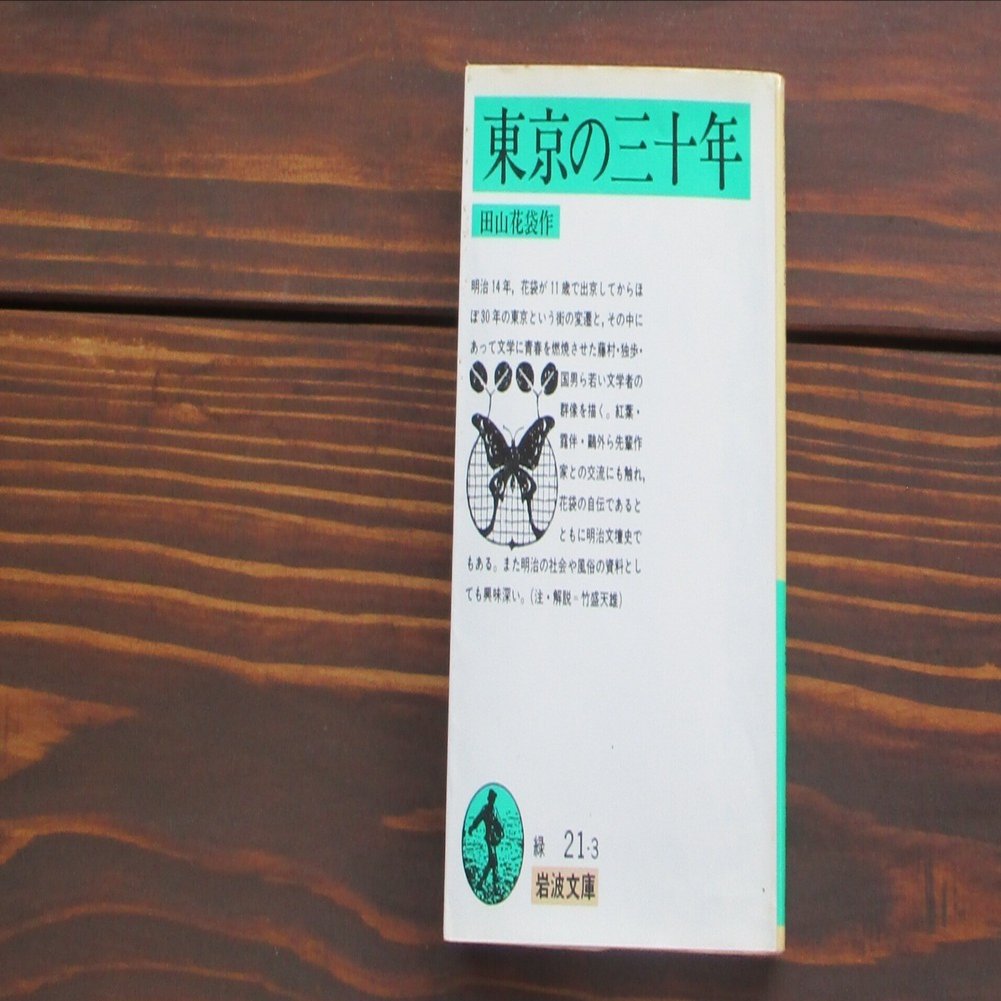 東京の三十年
田山花袋作
明治14年，花袋が11歳で出京してからほ
ぼ30年の東京という街の変遷と，その中に
あって文学に青春を燃焼させた藤村・独歩・
国男ら若い文学者の
群像を描く。紅葉・
露伴・鷗外ら先輩作
家との交流にも触れ，
花袋の自伝であると
ともに明治文壇史で
もある。また明治の社会や風俗の資料とし
ても興味深い。（注・解説＝竹盛天雄）
緑 21-3
岩波文庫